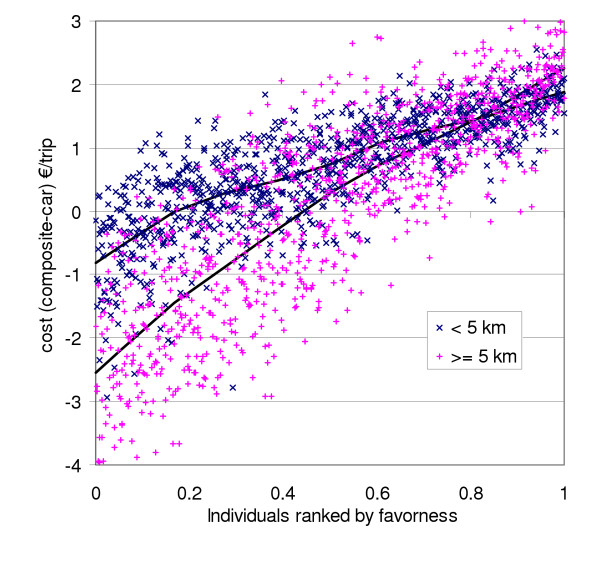 3
2
1
0
-1
-2
-3
-4
cost (composite-car) €/trip
< 5 km
>= 5 km
0 0.2 0.4 0.6 0.8 1
Individuals ranked by favorness